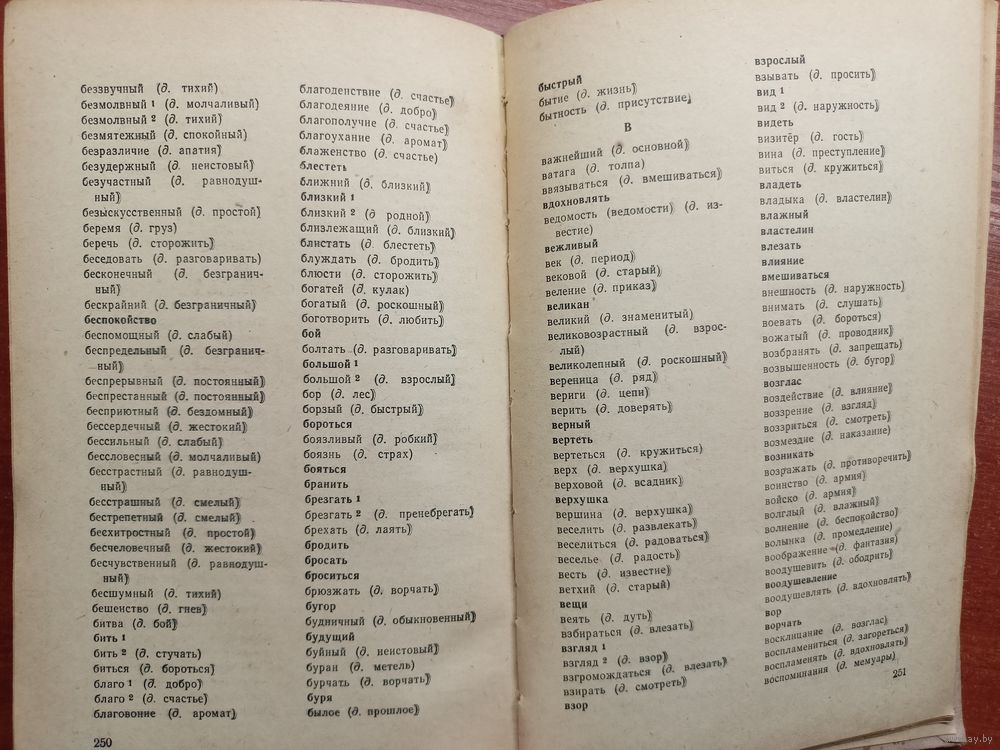 беззвучный (д. тихий)
безмолвный 1 (д. молчаливый)
безмолвный 2 (д. тихий)
безмятежный (д. спокойный)
безразличие (д. апатия)
безудержный (д. неистовый)
безучастный (д. равнодуш-
ный)
безыскусственный (д. простой)
беремя (д. груз)
беречь (д. сторожить)
беседовать (д. разговаривать)
бесконечный (д. безгранич-
ный)
бескрайний (д. безграничный)
беспокойство
беспомощный (д. слабый)
беспредельный (д. безгранич-
ный)
беспрерывный (д. постоянный)
беспрестанный (д. постоянный)
бесприютный (д. бездомный)
бессердечный (д. жестокий)
бессильный (д. слабый)
бессловесный (д. молчаливый)
бесстрастный (д. равнодуш-
ный)
бесстрашный (д. смелый)
бестрепетный (д. смелый)
бесхитростный (д. простой)
бесчеловечный (д. жестокий)
бесчувственный (д. равнодуш-
ный)
бесшумный (д. тихий)
бешенство (д. гнев)
битва (д. бой)
бить 1
бить 2 (д. стучать)
биться (д. бороться)
благо 1 (д. добро)
благо 2 (д. счастье)
благовоние (д. аромат)
250
благоденствие (д. счастье)
благодеяние (д. добро)
благополучие (д. счастье)
благоухание (д. аромат)
блаженство (д. счастье)
блестеть
ближний (д. близкий)
близкий 1
близкий 2 (д. родной)
близлежащий (д. близкий)
блистать (д. блестеть)
блуждать (д. бродить)
блюсти (д. сторожить)
богатей (д. кулак)
богатый (д. роскошный)
боготворить (д. любить)
бой
болтать (д. разговаривать)
большой 1
большой 2 (д. взрослый)
бор (д. лес)
борзый (д. быстрый)
бороться
боязливый (д. робкий)
боязнь (д. страх)
бояться
бранить
брезгать 1
брезгать 2 (д. пренебрегать)
брехать (д. лаять)
бродить
бросать
броситься
брюзжать (д. ворчать)
бугор
будничный (д. обыкновенный)
будущий
буйный (д. неистовый)
буран (д. метель)
бурчать (д. ворчать)
буря
былое (д. прошлое)
быстрый
бытие (д. жизнь)
бытность (д. присутствие)
В
важнейший (д. основной)
ватага (д. толпа)
ввязываться (д. вмешиваться)
вдохновлять
ведомость (ведомости) (д. из-
вестие)
вежливый
век (д. период)
вековой (д. старый)
веление (д. приказ)
великан
великий (д. знаменитый)
великовозрастный (д. взрос-
лый)
великолепный (д. роскошный)
вереница (д. ряд)
вериги (д. цепи)
верить (д. доверять)
верный
вертеть
вертеться (д. кружиться)
верх (д. верхушка)
верховой (д. всадник)
верхушка
вершина (д. верхушка)
веселить (д. развлекать)
веселиться (д. радоваться)
веселье (д. радость)
весть (д. известие)
ветхий (д. старый)
вещи
веять (д. дуть)
взбираться (д. влезать)
взгляд 1
взгляд 2 (д. взор)
взгромождаться (д. влезать)
взирать (д. смотреть)
взор
взрослый
взывать (д. просить)
вид 1
вид 2 (д. наружность)
видеть
визитёр (д. гость)
вина (д. преступление)
виться (д. кружиться)
владеть
владыка (д. властелин)
влажный
властелин
влезать
влияние
вмешиваться
внешность (д. наружность)
внимать (д. слушать)
воевать (д. бороться)
вожатый (д. проводник)
возбранять (д. запрещать)
возвышенность (д. бугор)
возглас
воздействие (д. влияние)
воззрение (д. взгляд)
воззриться (д. смотреть)
возмездие (д. наказание)
возникать
возражать (д. противоречить)
воинство (д. армия)
войско (д. армия)
волглый (д. влажный)
волнение (д. беспокойство)
волынка (д. промедление)
воображение (д. фантазия)
воодушевить (д. ободрить)
воодушевление
воодушевлять (д. вдохновлять)
вор
ворчать
восклицание (д. возглас)
воспламениться (д. загореться)
воспламенять (д. вдохновлять)
воспоминания (д. мемуары)
251